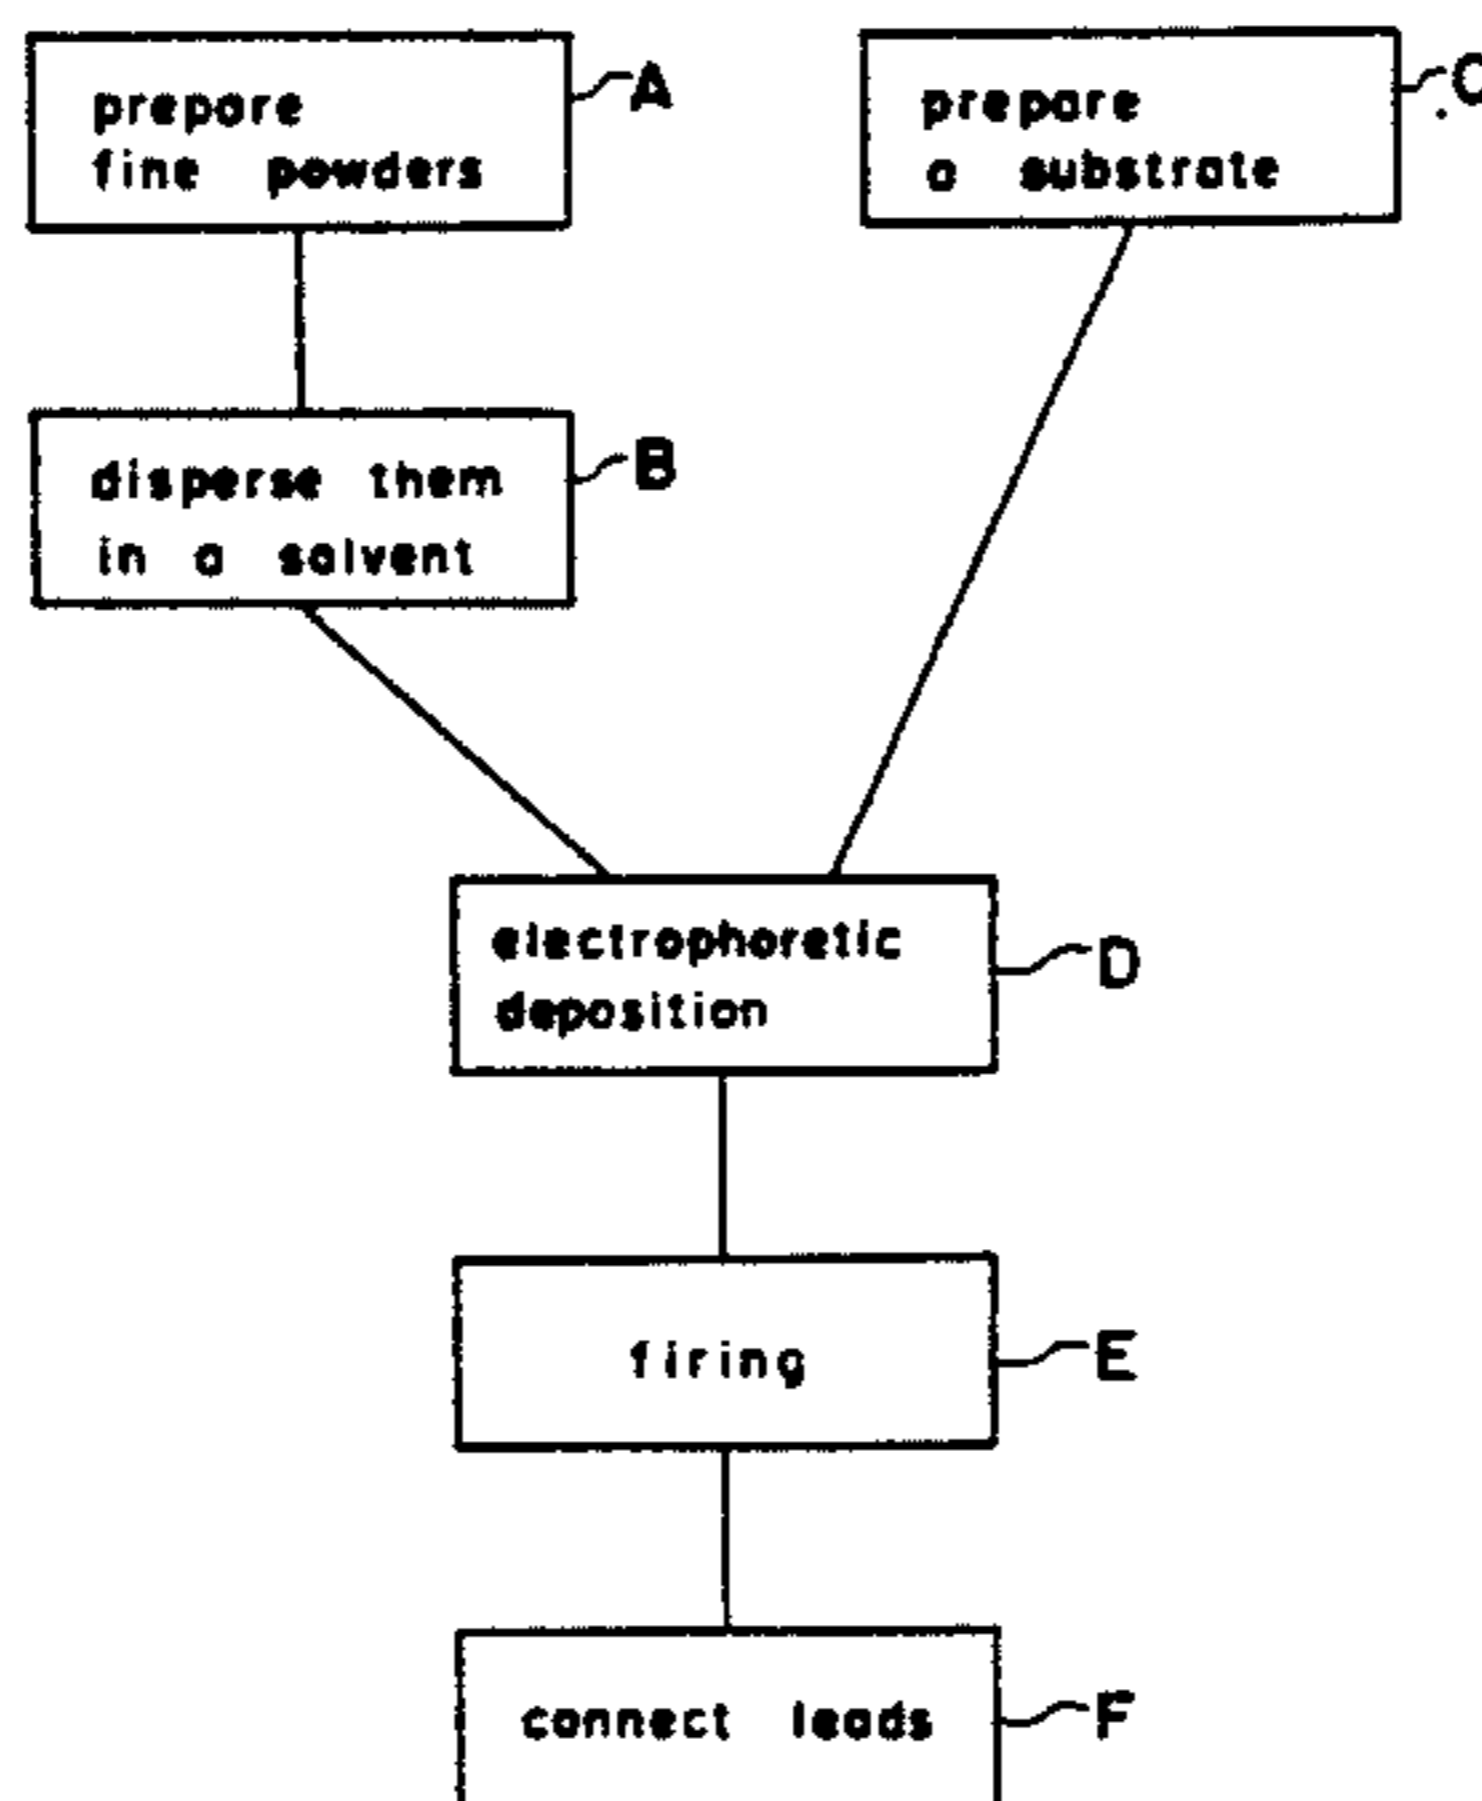 prepare
fine powders
A
prepare
a substrate
C
disperse them
in a solvent
B
electrophoretic
deposition
D
firing
E
connect leads
F